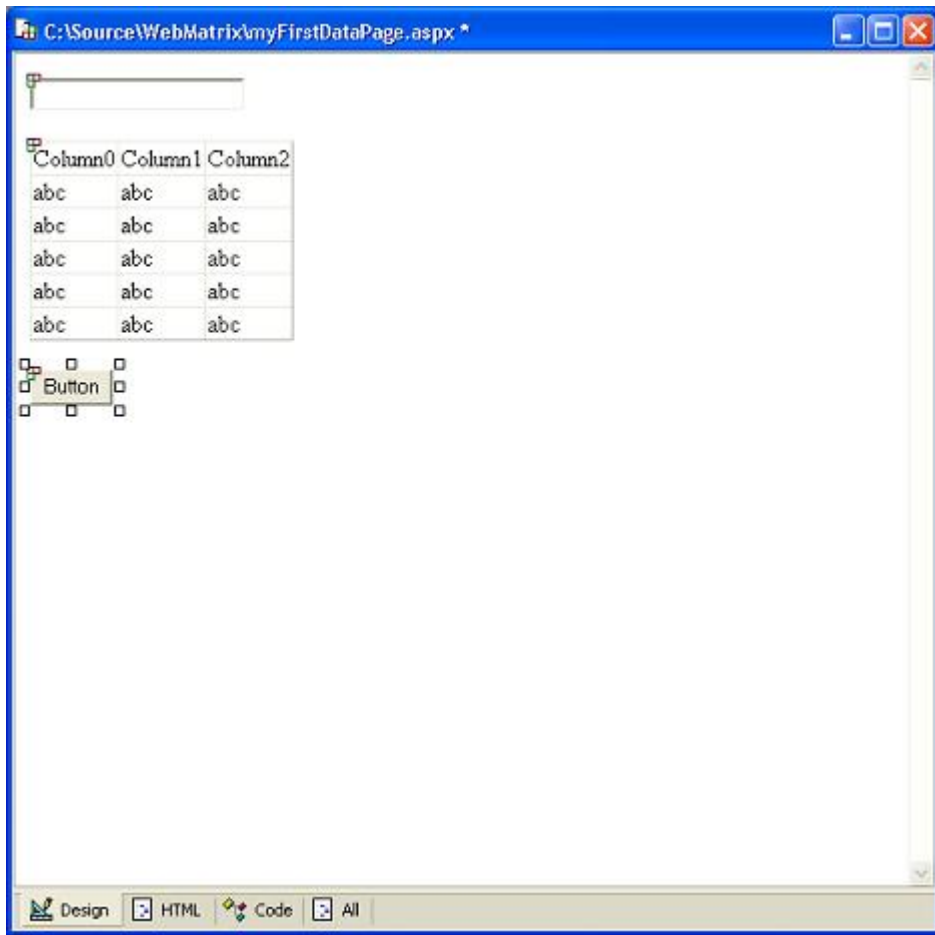 C:\Source\WebMatrix\myFirstDataPage.aspx *
Column0 Column1 Column2
abc abc abc
abc abc abc
abc abc abc
abc abc abc
abc abc abc
Button
Design HTML Code All